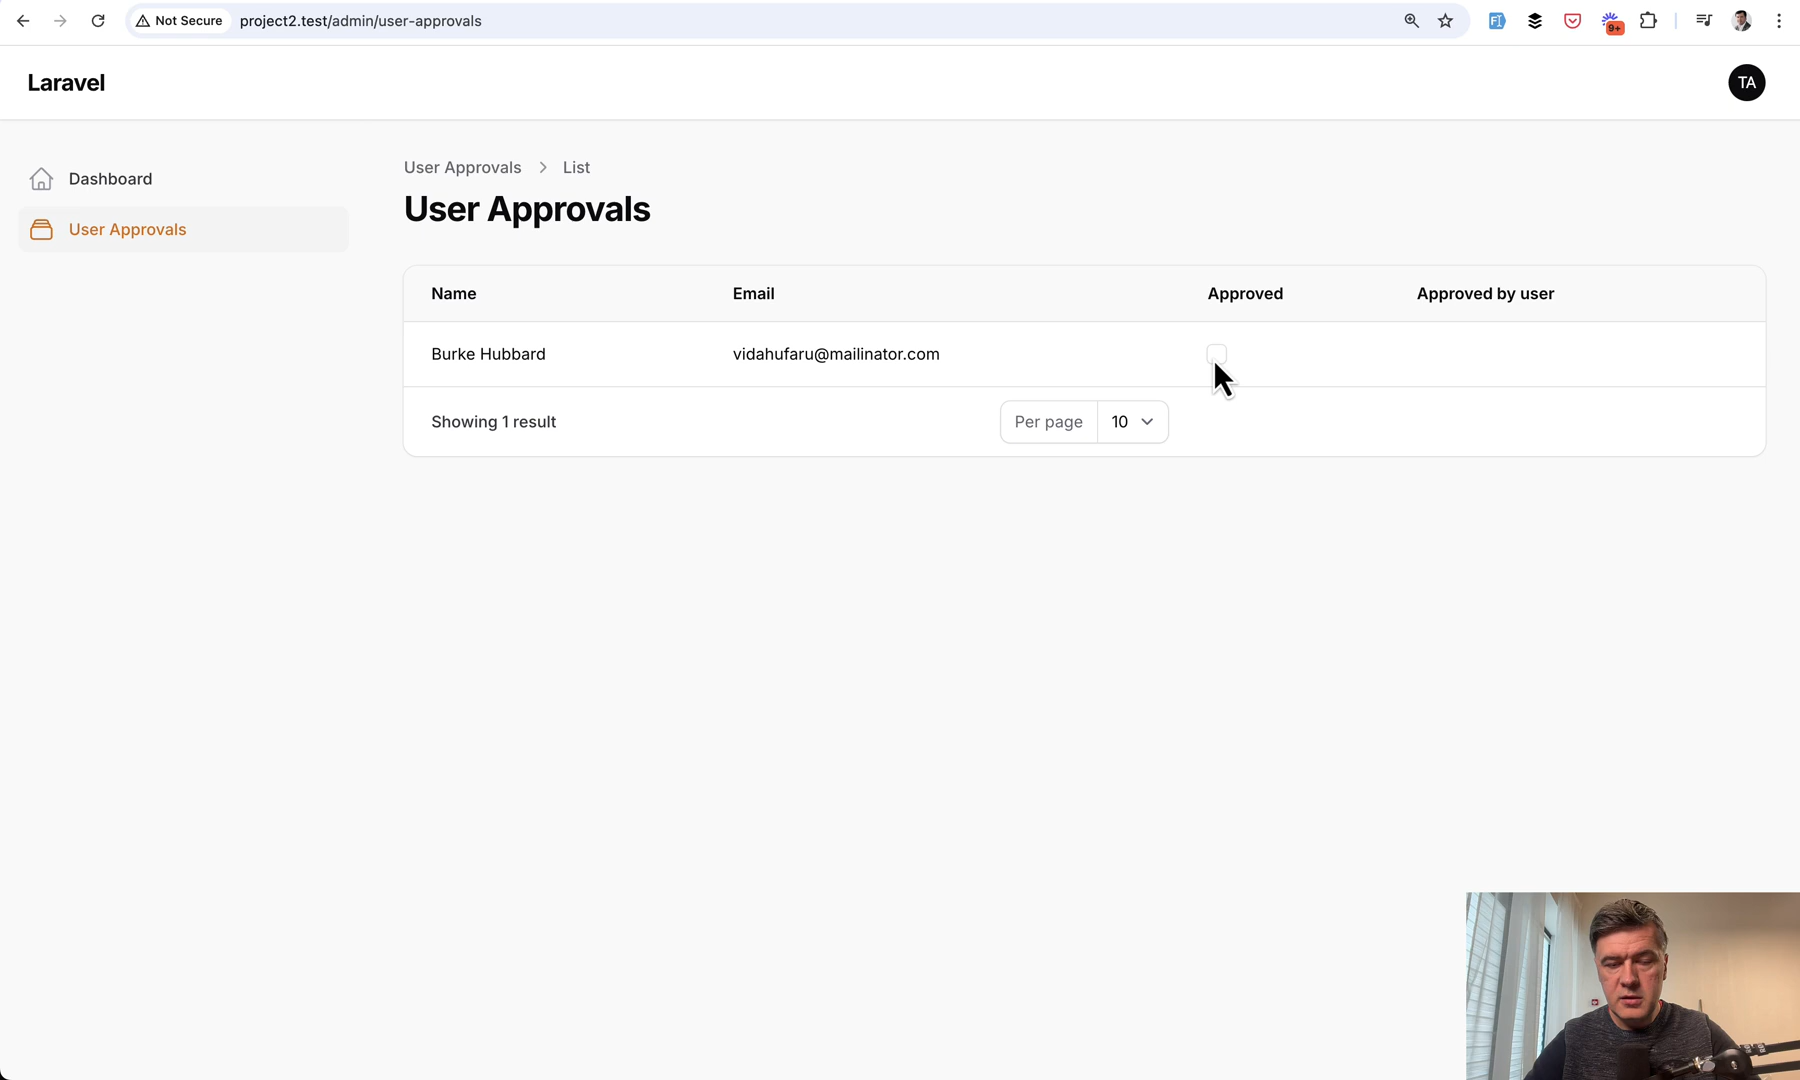 Not Secure project2.test/admin/user-approvals
9+
Laravel
TA
Dashboard
User Approvals
User Approvals > List
User Approvals
Name Email Approved Approved by user
Burke Hubbard vidahufaru@mailinator.com
Showing 1 result Per page 10